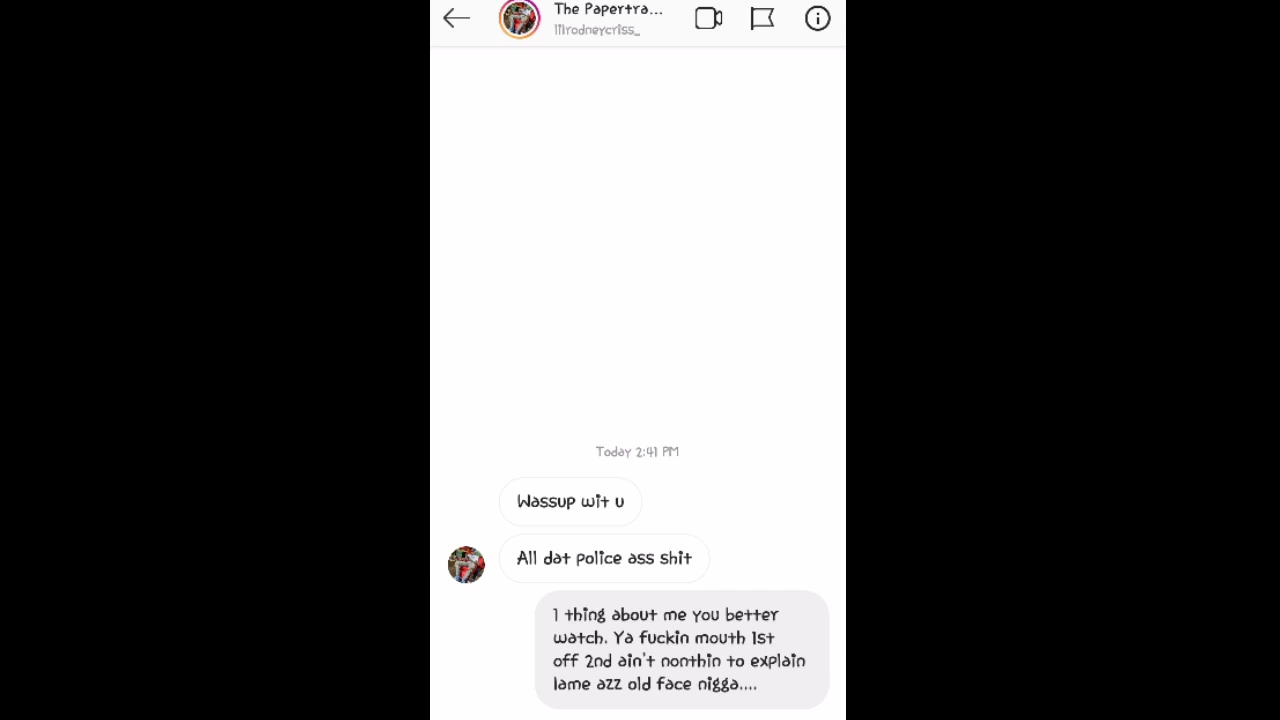 The Papertra...
lilrodneycriss_
Today 2:41 PM
Wassup wit u
All dat police ass shit
1 thing about me you better
watch. Ya fuckin mouth 1st
off 2nd ain't nonthin to explain
lame azz old face nigga....